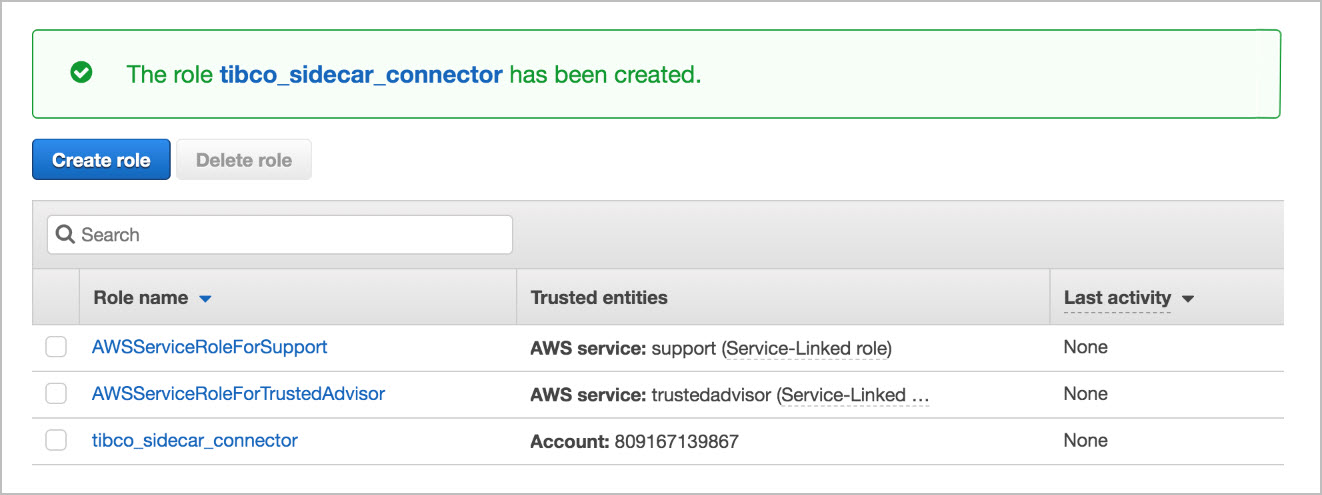 The role tibco_sidecar_connector has been created.
Create role Delete role
Search
Role name Trusted entities Last activity
AWSServiceRoleForSupport AWS service: support (Service-Linked role) None
AWSServiceRoleForTrustedAdvisor AWS service: trustedadvisor (Service-Linked … None
tibco_sidecar_connector Account: 809167139867 None